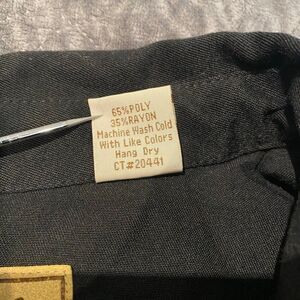 65%POLY
35%RAYON
Machine Wash Cold
With Like Colors
Hang Dry
CT#20441